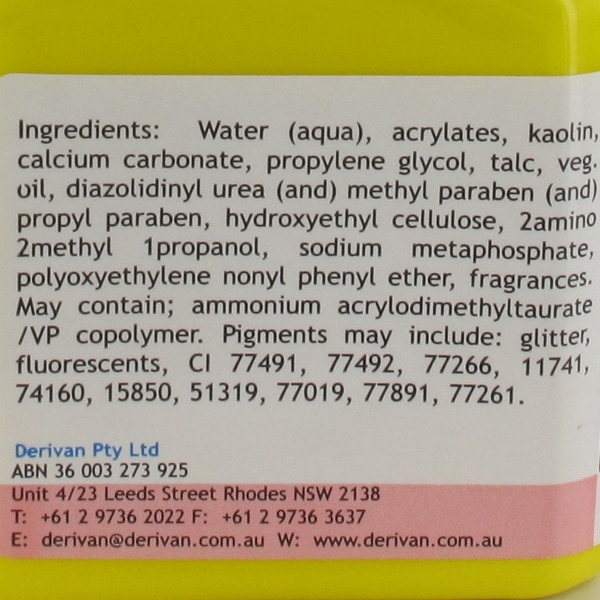 Ingredients: Water (aqua), acrylates, kaolin,
calcium carbonate, propylene glycol, talc, veg.
oil, diazolidinyl urea (and) methyl paraben (and)
propyl paraben, hydroxyethyl cellulose, 2amino
2methyl 1propanol, sodium metaphosphate,
polyoxyethylene nonyl phenyl ether, fragrances.
May contain; ammonium acrylodimethyltaurate
/VP copolymer. Pigments may include: glitter,
fluorescents, CI 77491, 77492, 77266, 11741,
74160, 15850, 51319, 77019, 77891, 77261.
Derivan Pty Ltd
ABN 36 003 273 925
Unit 4/23 Leeds Street Rhodes NSW 2138
T: +61 2 9736 2022 F: +61 2 9736 3637
E: derivan@derivan.com.au W: www.derivan.com.au